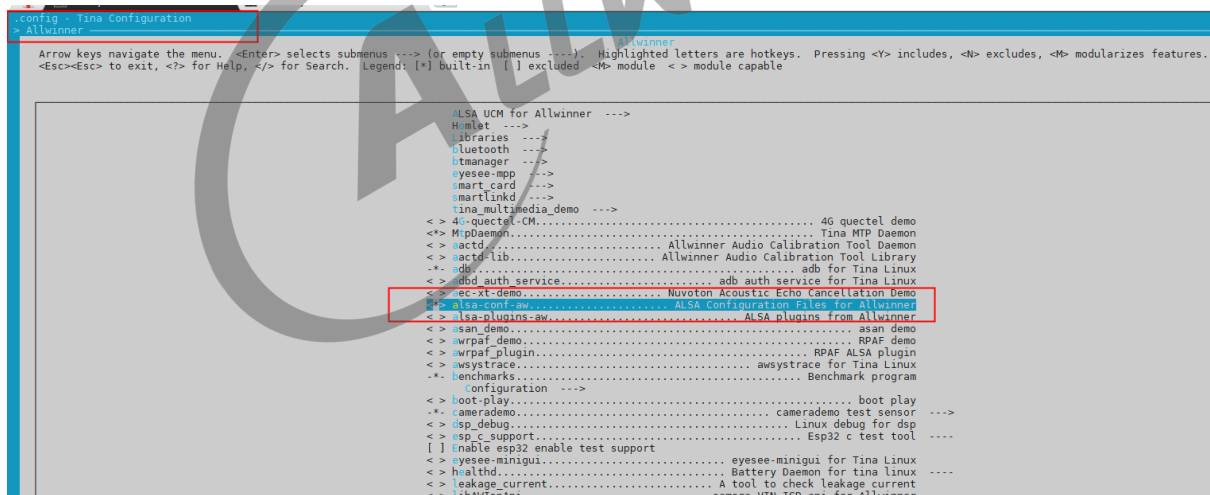 .config - Tina Configuration
> Allwinner
Allwinner
Arrow keys navigate the menu. <Enter> selects submenus ---> (or empty submenus ----). Highlighted letters are hotkeys. Pressing <Y> includes, <N> excludes, <M> modularizes features.
<Esc><Esc> to exit, <?> for Help, </> for Search. Legend: [*] built-in [ ] excluded <M> module < > module capable
ALSA UCM for Allwinner --->
Homlet --->
Libraries --->
bluetooth --->
btmanager --->
eyesee-mpp --->
smart_card --->
smartlinkd --->
tina_multimedia_demo --->
< > 4G-quectel-CM................................................ 4G quectel demo
<*> MtpDaemon................................................ Tina MTP Daemon
< > aactd.......................... Allwinner Audio Calibration Tool Daemon
< > aactd-lib...................... Allwinner Audio Calibration Tool Library
-*- adb.................................................. adb for Tina Linux
< > adbd_auth_service........................ adb auth service for Tina Linux
< > aec-xt-demo..................... Nuvoton Acoustic Echo Cancellation Demo
<*> alsa-conf-aw..................... ALSA Configuration Files for Allwinner
< > alsa-plugins-aw............................ ALSA plugins from Allwinner
< > asan_demo.................................................... asan demo
< > awrpaf_demo.................................................. RPAF demo
< > awrpaf_plugin.......................................... RPAF ALSA plugin
< > awsystrace.................................... awsystrace for Tina Linux
-*- benchmarks............................................ Benchmark program
Configuration --->
< > boot-play.................................................... boot play
-*- camerademo...................................... camerademo test sensor --->
< > dsp_debug.......................................... Linux debug for dsp
< > esp_c_support.......................................... Esp32 c test tool ----
[ ] Enable esp32 enable test support
< > eyesee-minigui................................ eyesee-minigui for Tina Linux
< > healthd...................................... Battery Daemon for tina linux ----
< > leakage_current.......................... A tool to check leakage current